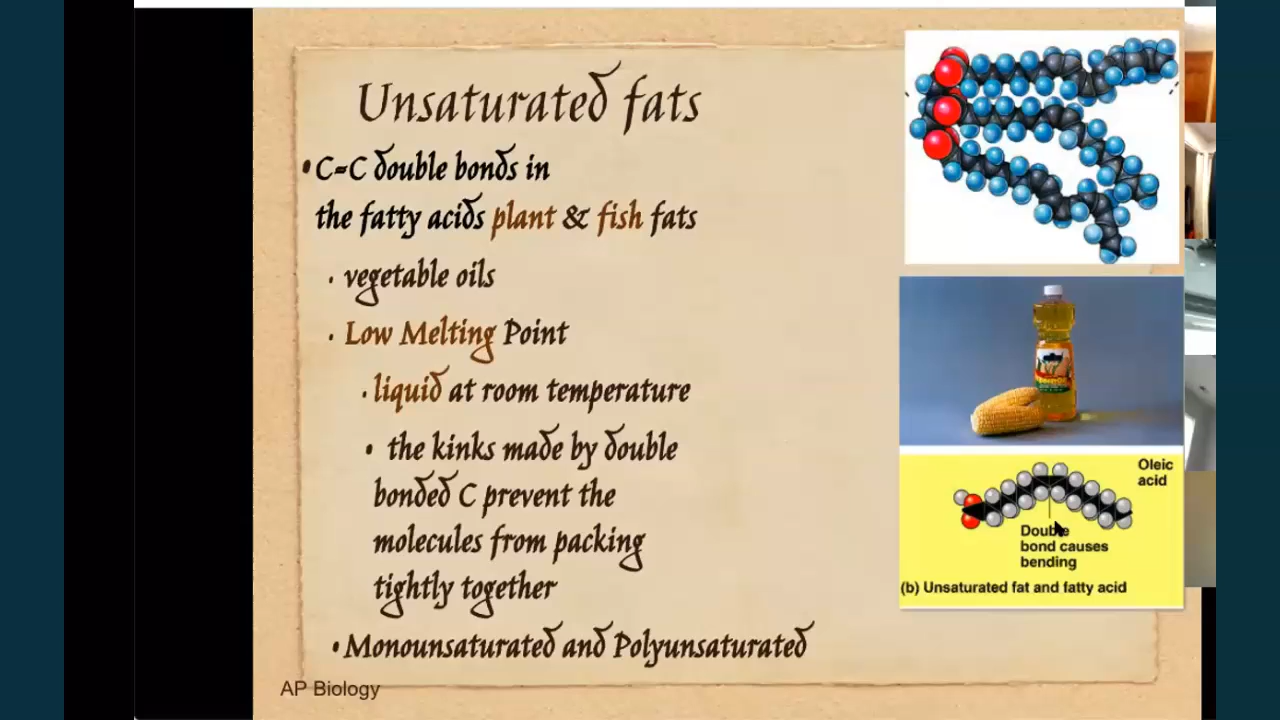 Unsaturated fats
•C=C double bonds in
the fatty acids plant & fish fats
· vegetable oils
· Low Melting Point
· liquid at room temperature
• the kinks made by double
bonded C prevent the
molecules from packing
tightly together
• Monounsaturated and Polyunsaturated
AP Biology
Oleic
acid
Double
bond causes
bending
(b) Unsaturated fat and fatty acid